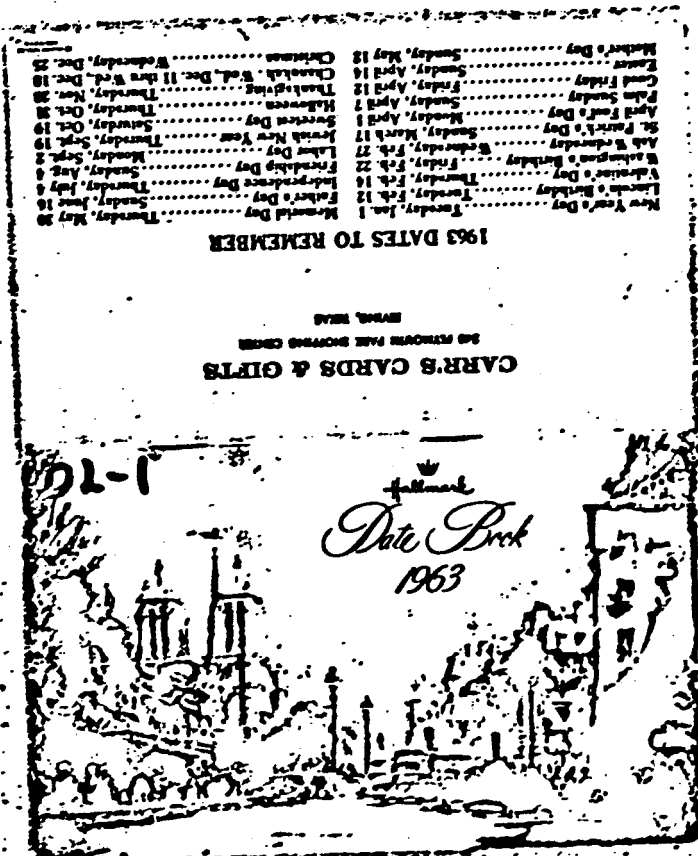 CARR'S CARDS & GIFTS
PLYMOUTH PARK SHOPPING CENTER
IRVING, TEXAS
1963 DATES TO REMEMBER
New Year's Day ............ Tuesday, Jan. 1
Lincoln's Birthday ............ Tuesday, Feb. 12
Valentine's Day ............ Thursday, Feb. 14
Washington's Birthday ............ Friday, Feb. 22
Ash Wednesday ............ Wednesday, Feb. 27
St. Patrick's Day ............ Sunday, March 17
April Fool's Day ............ Monday, April 1
Palm Sunday ............ Sunday, April 7
Good Friday ............ Friday, April 12
Easter ............ Sunday, April 14
Mother's Day ............ Sunday, May 12
Memorial Day ............ Thursday, May 30
Father's Day ............ Sunday, June 16
Independence Day ............ Thursday, July 4
Friendship Day ............ Sunday, Aug. 4
Labor Day ............ Monday, Sept. 2
Jewish New Year ............ Thursday, Sept. 19
Sweetest Day ............ Saturday, Oct. 19
Halloween ............ Thursday, Oct. 31
Thanksgiving ............ Thursday, Nov. 28
Chanukah . Wed., Dec. 11 thru Wed., Dec. 18
Christmas ............ Wednesday, Dec. 25
Hallmark
Date Book
1963